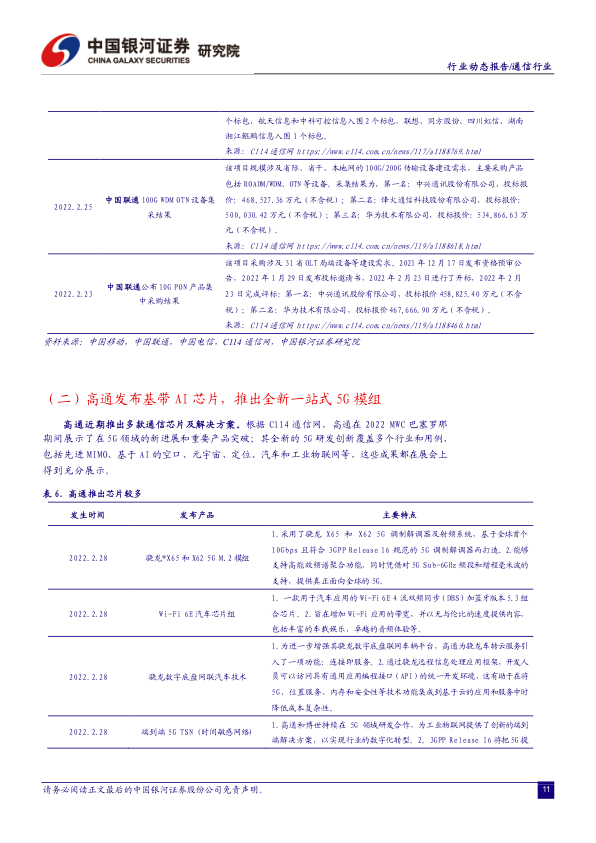 中国银河证券 研究院
CHINA GALAXY SECURITIES
行业动态报告/通信行业
个标包，航天信息和中科可控信息入围 2 个标包，联想、同方股份、四川虹信、湖南
湘江鲲鹏信息入围 1 个标包。
来源：C114 通信网 https://www.c114.com.cn/news/117/a1188769.html
2022.2.25
中国联通 100G WDM OTN 设备集
采结果
该项目规模涉及省际、省干、本地网的 100G/200G 传输设备建设需求，主要采购产品
包括 ROADM/WDM、OTN 等设备。采集结果为，第一名：中兴通讯股份有限公司，投标报
价：468,527.36 万元（不含税）；第二名：烽火通信科技股份有限公司，投标报价：
500,030.42 万元（不含税）；第三名：华为技术有限公司，投标报价：534,866.63 万
元（不含税）。
来源：C114 通信网 https://www.c114.com.cn/news/119/a1188618.html
2022.2.23
中国联通公布 10G PON 产品集
中采购结果
该项目采购涉及 31 省 OLT 局端设备等建设需求。2021 年 12 月 17 日发布资格预审公
告，2022 年 1 月 29 日发布投标邀请书，2022 年 2 月 23 日进行了开标，2022 年 2 月
23 日完成评标：第一名：中兴通讯股份有限公司，投标报价 458,825.40 万元（不含
税）；第二名：华为技术有限公司，投标报价 467,666.90 万元（不含税）。
来源：C114 通信网 https://www.c114.com.cn/news/119/a1188460.html
资料来源：中国移动，中国联通，中国电信，C114 通信网，中国银河证券研究院
（二）高通发布基带 AI 芯片，推出全新一站式 5G 模组
高通近期推出多款通信芯片及解决方案。根据 C114 通信网，高通在 2022 MWC 巴塞罗那
期间展示了在 5G 领域的新进展和重要产品突破；其全新的 5G 研发创新覆盖多个行业和用例，
包括先进 MIMO、基于 AI 的空口、元宇宙、定位、汽车和工业物联网等，这些成果都在展会上
得到充分展示。
表 6. 高通推出芯片较多
发生时间 发布产品 主要特点
2022.2.28
骁龙®X65 和 X62 5G M.2 模组
1.采用了骁龙 X65 和 X62 5G 调制解调器及射频系统，基于全球首个
10Gbps 且符合 3GPP Release 16 规范的 5G 调制解调器而打造。2.能够
支持高能效频谱聚合功能，同时凭借对 5G Sub-6GHz 频段和增程毫米波的
支持，提供真正面向全球的 5G。
2022.2.28
Wi-Fi 6E 汽车芯片组
1. 一款用于汽车应用的 Wi-Fi 6E 4 流双频同步（DBS）加蓝牙版本 5.3 组
合芯片。2.旨在增加 Wi-Fi 应用的带宽，并以无与伦比的速度提供内容，
包括丰富的车载娱乐，卓越的音频体验等。
2022.2.28
骁龙数字底盘网联汽车技术
1.为进一步增强其骁龙数字底盘联网车辆平台，高通为骁龙车转云服务引
入了一项功能：连接即服务。2.通过骁龙远程信息处理应用框架，开发人
员可以访问具有通用应用编程接口（API）的统一开发环境，这有助于在将
5G、位置服务、内存和安全性等技术功能集成到基于云的应用和服务中时
降低成本复杂性。
2022.2.28
端到端 5G TSN（时间敏感网络）
1.高通和博世持续在 5G 领域研发合作，为工业物联网提供了创新的端到
端解决方案，以实现行业的数字化转型。2. 3GPP Release 16 将把 5G 提
请务必阅读正文最后的中国银河证券股份公司免责声明。
11